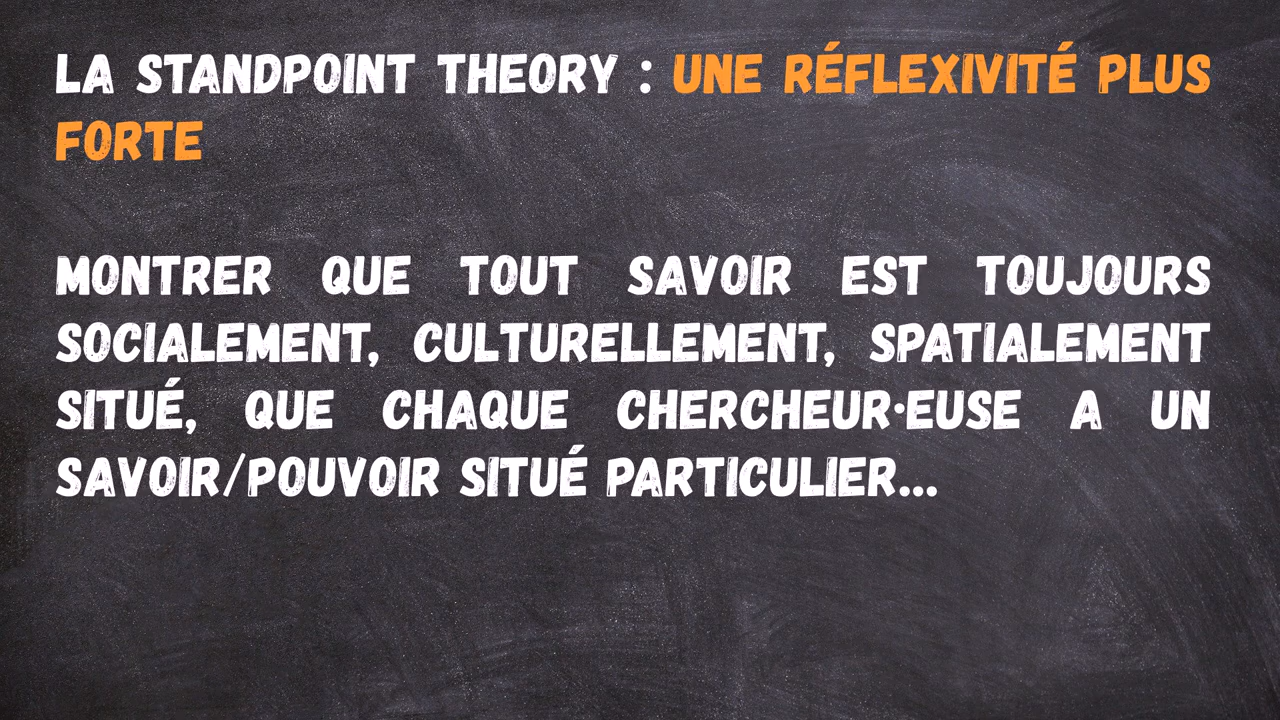 LA STANDPOINT THEORY : UNE RÉFLEXIVITÉ PLUS
FORTE
MONTRER QUE TOUT SAVOIR EST TOUJOURS
SOCIALEMENT, CULTURELLEMENT, SPATIALEMENT
SITUÉ, QUE CHAQUE CHERCHEUR·EUSE A UN
SAVOIR/POUVOIR SITUÉ PARTICULIER...